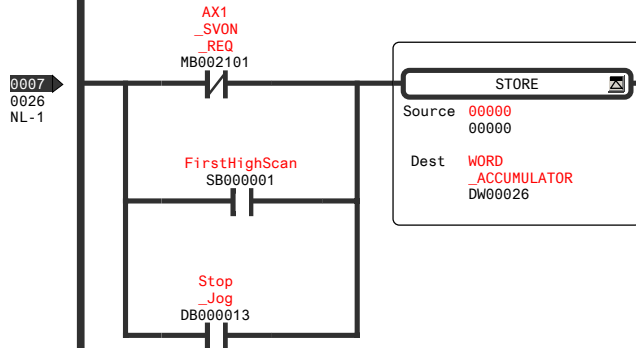 AX1
_SVON
_REQ
MB002101
0007
0026
NL-1
STORE
Source 00000
00000
Dest WORD
_ACCUMULATOR
DW00026
FirstHighScan
SB000001
Stop
_Jog
DB000013